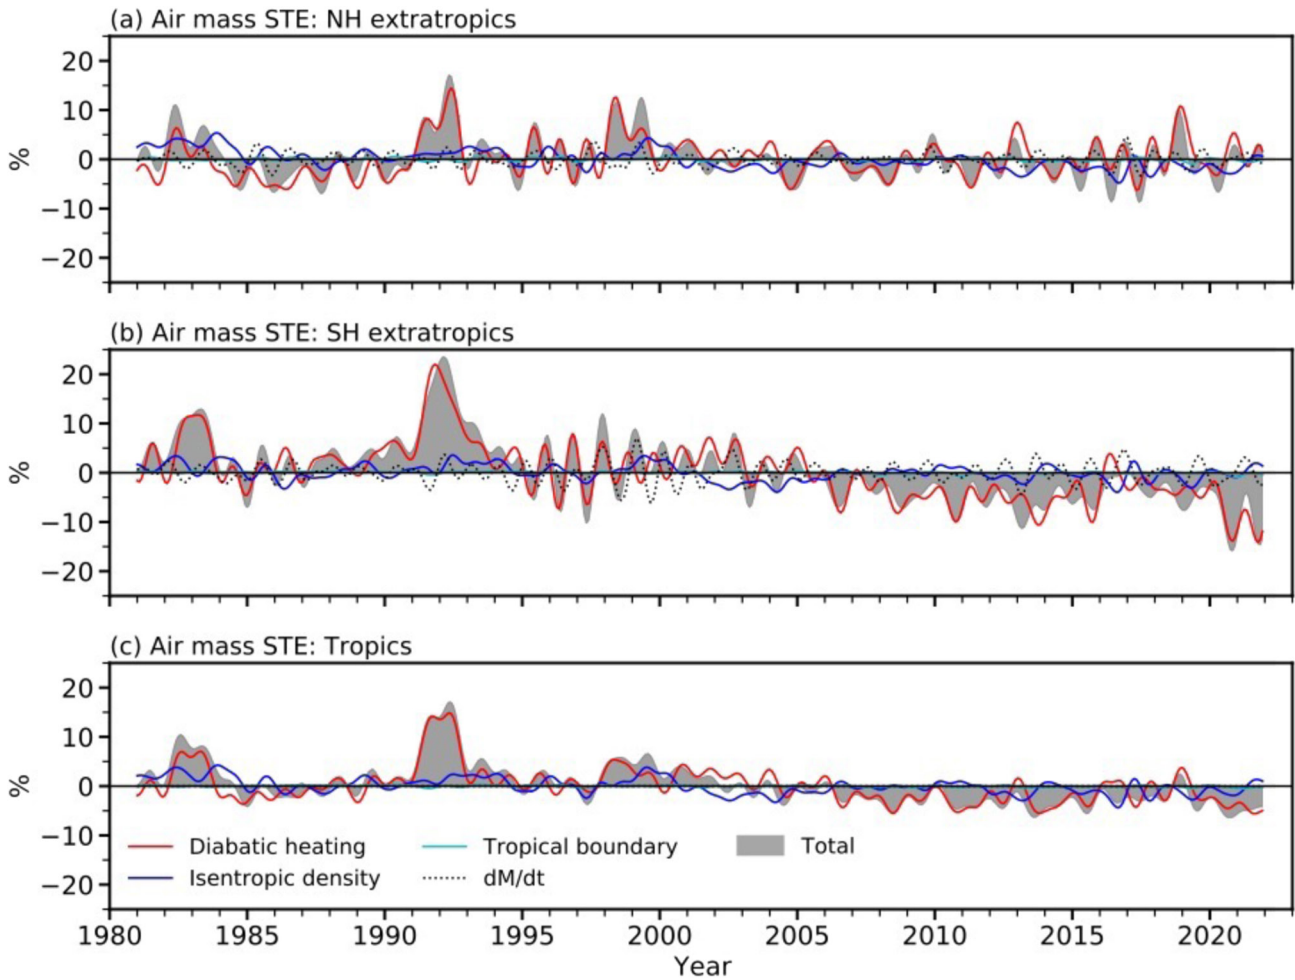 (a) Air mass STE: NH extratropics
20
10
0
−10
−20
%
(b) Air mass STE: SH extratropics
20
10
0
−10
−20
%
(c) Air mass STE: Tropics
20
10
0
−10
−20
%
Diabatic heating
Tropical boundary
Total
Isentropic density
dM/dt
1980 1985 1990 1995 2000 2005 2010 2015 2020
Year